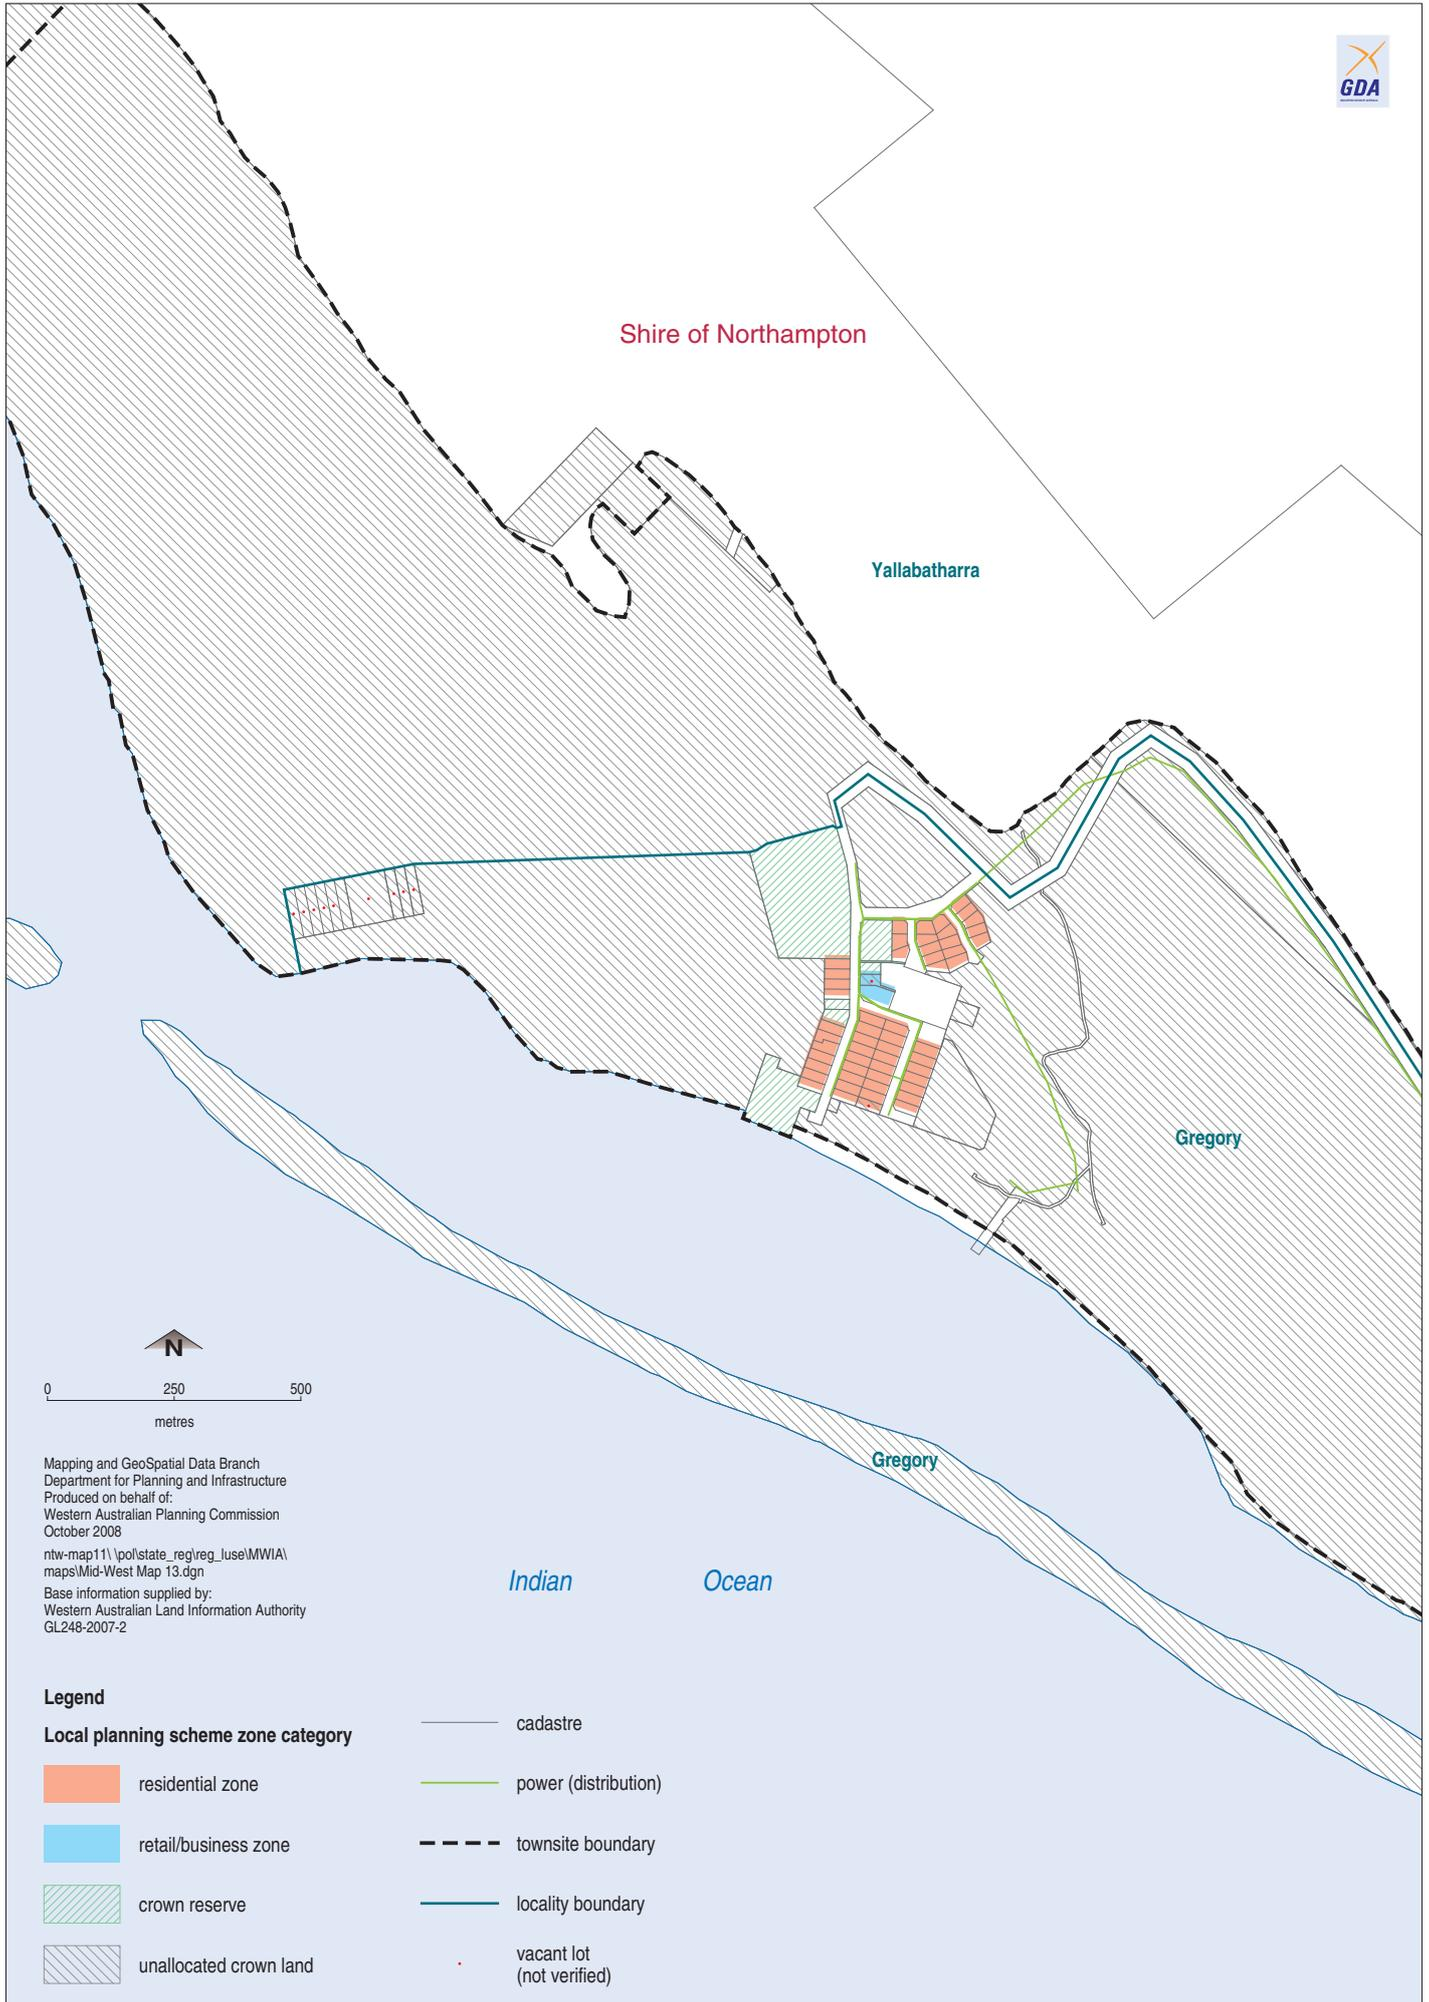 GDA
Shire of Northampton
Yallabatharra
Gregory
N
0 250 500
metres
Mapping and GeoSpatial Data Branch
Department for Planning and Infrastructure
Produced on behalf of:
Western Australian Planning Commission
October 2008
ntw-map11\ \pol\state_reg\reg_luse\MWIA\
maps\Mid-West Map 13.dgn
Base information supplied by:
Western Australian Land Information Authority
GL248-2007-2
Gregory
Indian Ocean
Legend
Local planning scheme zone category
residential zone
retail/business zone
crown reserve
unallocated crown land
cadastre
power (distribution)
townsite boundary
locality boundary
vacant lot
(not verified)